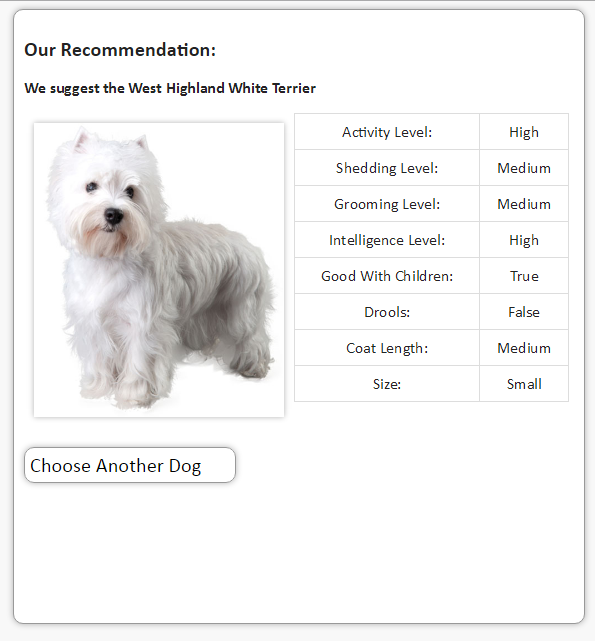 Our Recommendation:
We suggest the West Highland White Terrier
Activity Level: High
Shedding Level: Medium
Grooming Level: Medium
Intelligence Level: High
Good With Children: True
Drools: False
Coat Length: Medium
Size: Small
Choose Another Dog